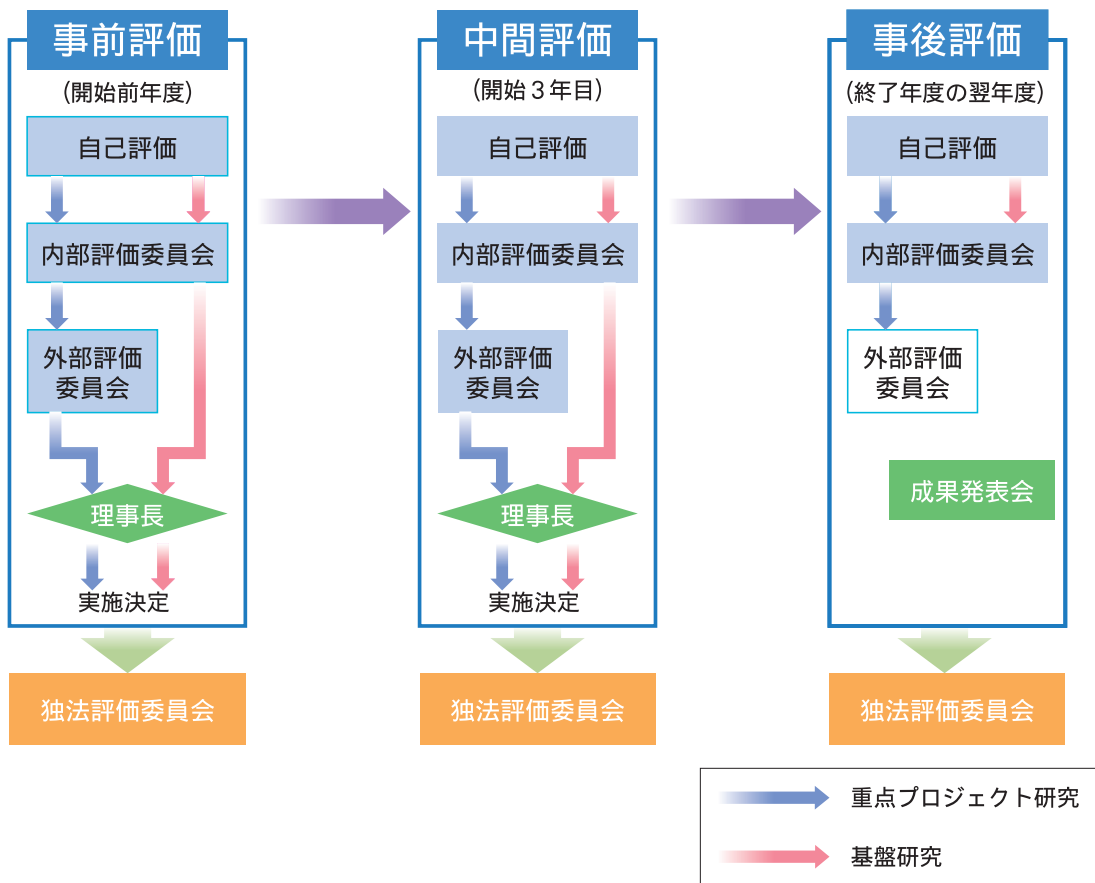 事前評価
(開始前年度)
自己評価
内部評価委員会
外部評価
委員会
理事長
実施決定
独法評価委員会
中間評価
(開始3年目)
自己評価
内部評価委員会
外部評価
委員会
理事長
実施決定
独法評価委員会
事後評価
(終了年度の翌年度)
自己評価
内部評価委員会
外部評価
委員会
成果発表会
独法評価委員会
重点プロジェクト研究
基盤研究